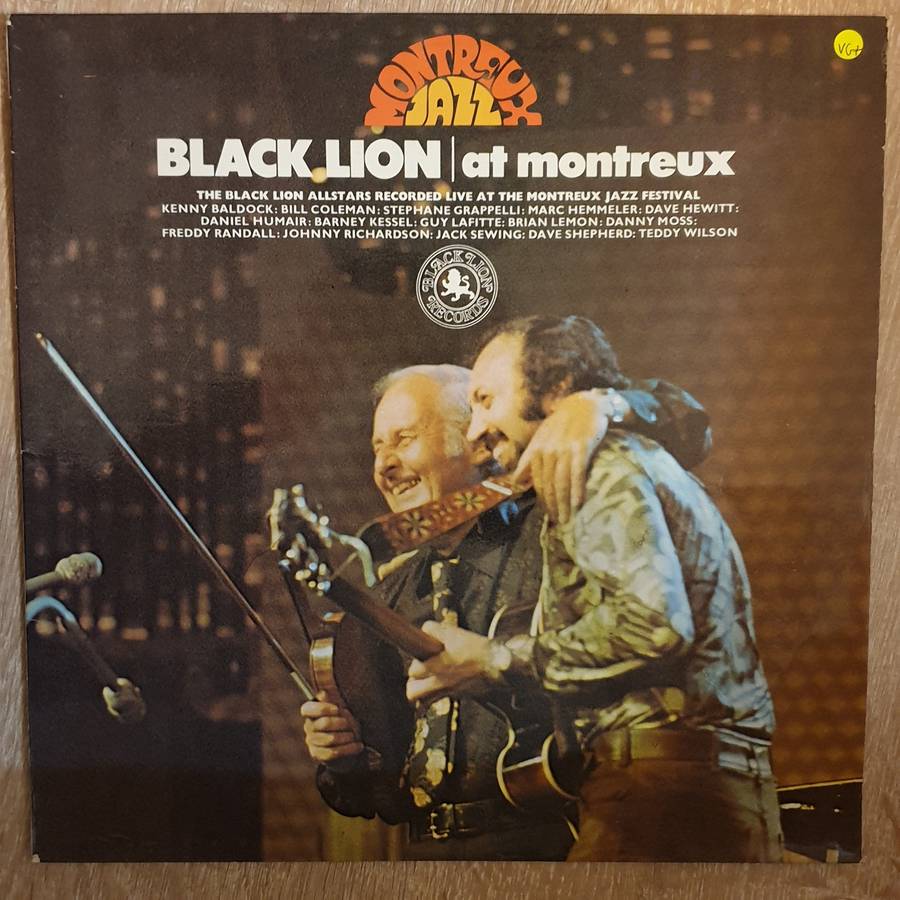 VG+
MONTREUX
JAZZ
BLACK LION | at montreux
THE BLACK LION ALLSTARS RECORDED LIVE AT THE MONTREUX JAZZ FESTIVAL
KENNY BALDOCK: BILL COLEMAN: STEPHANE GRAPPELLI: MARC HEMMELER: DAVE HEWITT:
DANIEL HUMAIR: BARNEY KESSEL: GUY LAFITTE: BRIAN LEMON: DANNY MOSS:
FREDDY RANDALL: JOHNNY RICHARDSON: JACK SEWING: DAVE SHEPHERD: TEDDY WILSON
BLACK LION
RECORDS